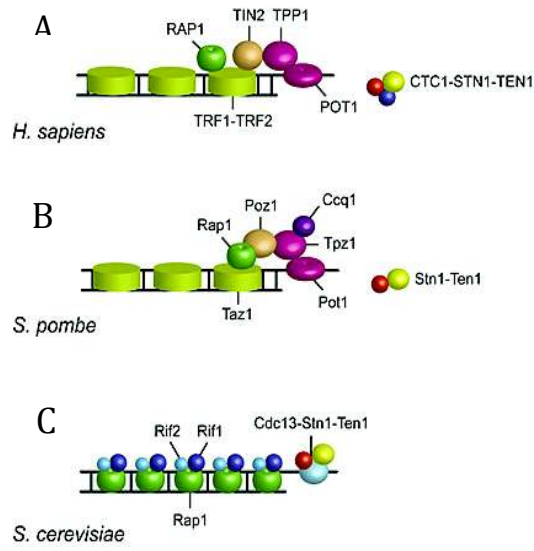 A
TIN2 TPP1
RAP1
CTC1-STN1-TEN1
POT1
TRF1-TRF2
H. sapiens
B
Ccq1
Poz1
Rap1
Tpz1
Stn1-Ten1
Pot1
Taz1
S. pombe
C
Cdc13-Stn1-Ten1
Rif2 Rif1
Rap1
S. cerevisiae